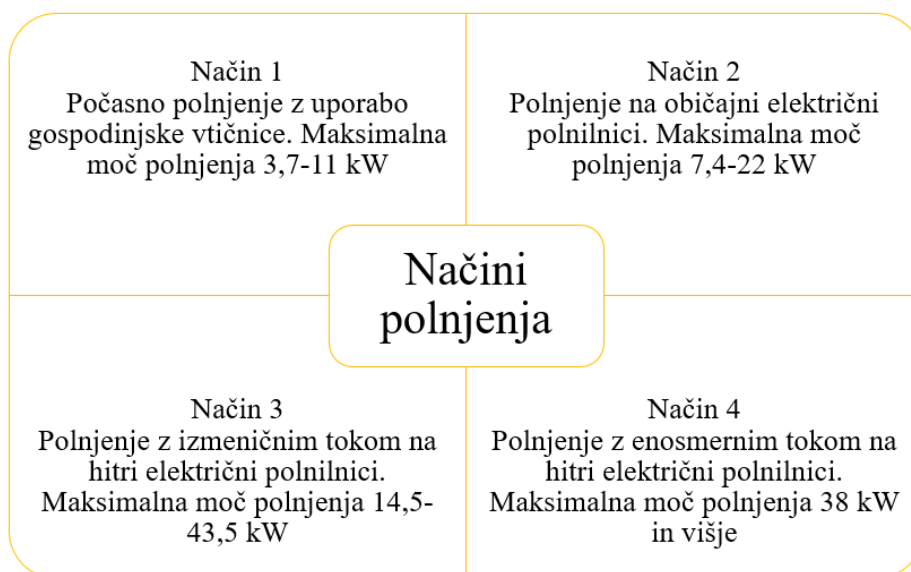 Način 1
Počasno polnjenje z uporabo
gospodinjske vtičnice. Maksimalna
moč polnjenja 3,7-11 kW
Način 2
Polnjenje na običajni električni
polnilnici. Maksimalna moč
polnjenja 7,4-22 kW
Načini
polnjenja
Način 3
Polnjenje z izmeničnim tokom na
hitri električni polnilnici.
Maksimalna moč polnjenja 14,5-
43,5 kW
Način 4
Polnjenje z enosmernim tokom na
hitri električni polnilnici.
Maksimalna moč polnjenja 38 kW
in višje